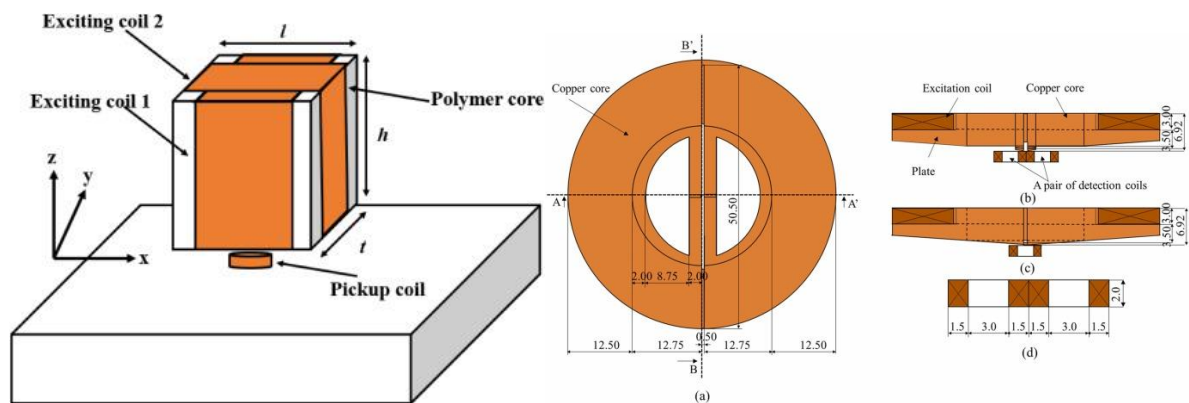 Exciting coil 2
l
Exciting coil 1
Polymer core
h
z
y
x
t
Pickup coil
B'
Copper core
A
A'
50.50
2.00
8.75
2.00
0.50
12.50
12.75
12.75
12.50
B
(a)
Excitation coil
Copper core
3.00
3.50
6.92
Plate
A pair of detection coils
(b)
3.00
3.50
6.92
(c)
2.0
1.5
3.0
1.5
1.5
3.0
1.5
(d)